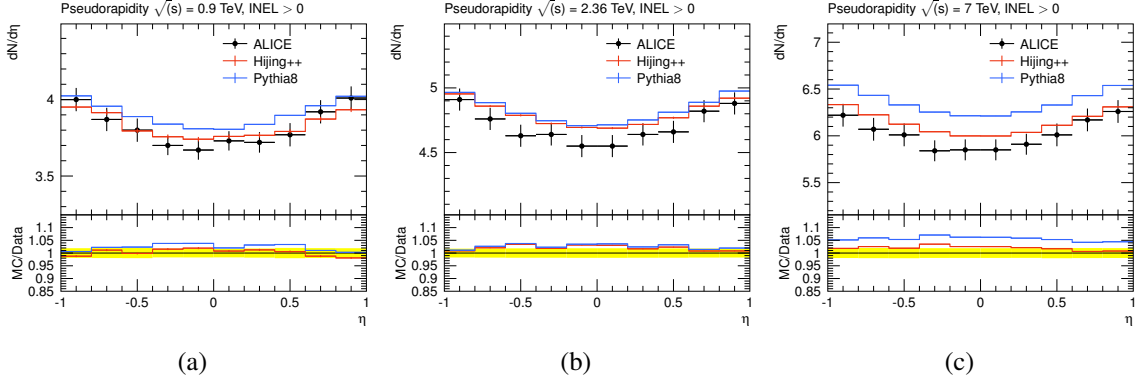 Pseudorapidity √(s) = 0.9 TeV, INEL > 0
dN/dη
ALICE
Hijing++
Pythia8
4
3.5
MC/Data
1.1
1.05
1
0.95
0.9
0.85
-1 -0.5 0 0.5 1
η
(a)
Pseudorapidity √(s) = 2.36 TeV, INEL > 0
dN/dη
ALICE
Hijing++
Pythia8
5
4.5
MC/Data
1.1
1.05
1
0.95
0.9
0.85
-1 -0.5 0 0.5 1
η
(b)
Pseudorapidity √(s) = 7 TeV, INEL > 0
dN/dη
ALICE
Hijing++
Pythia8
7
6.5
6
5.5
MC/Data
1.1
1.05
1
0.95
0.9
0.85
-1 -0.5 0 0.5 1
η
(c)